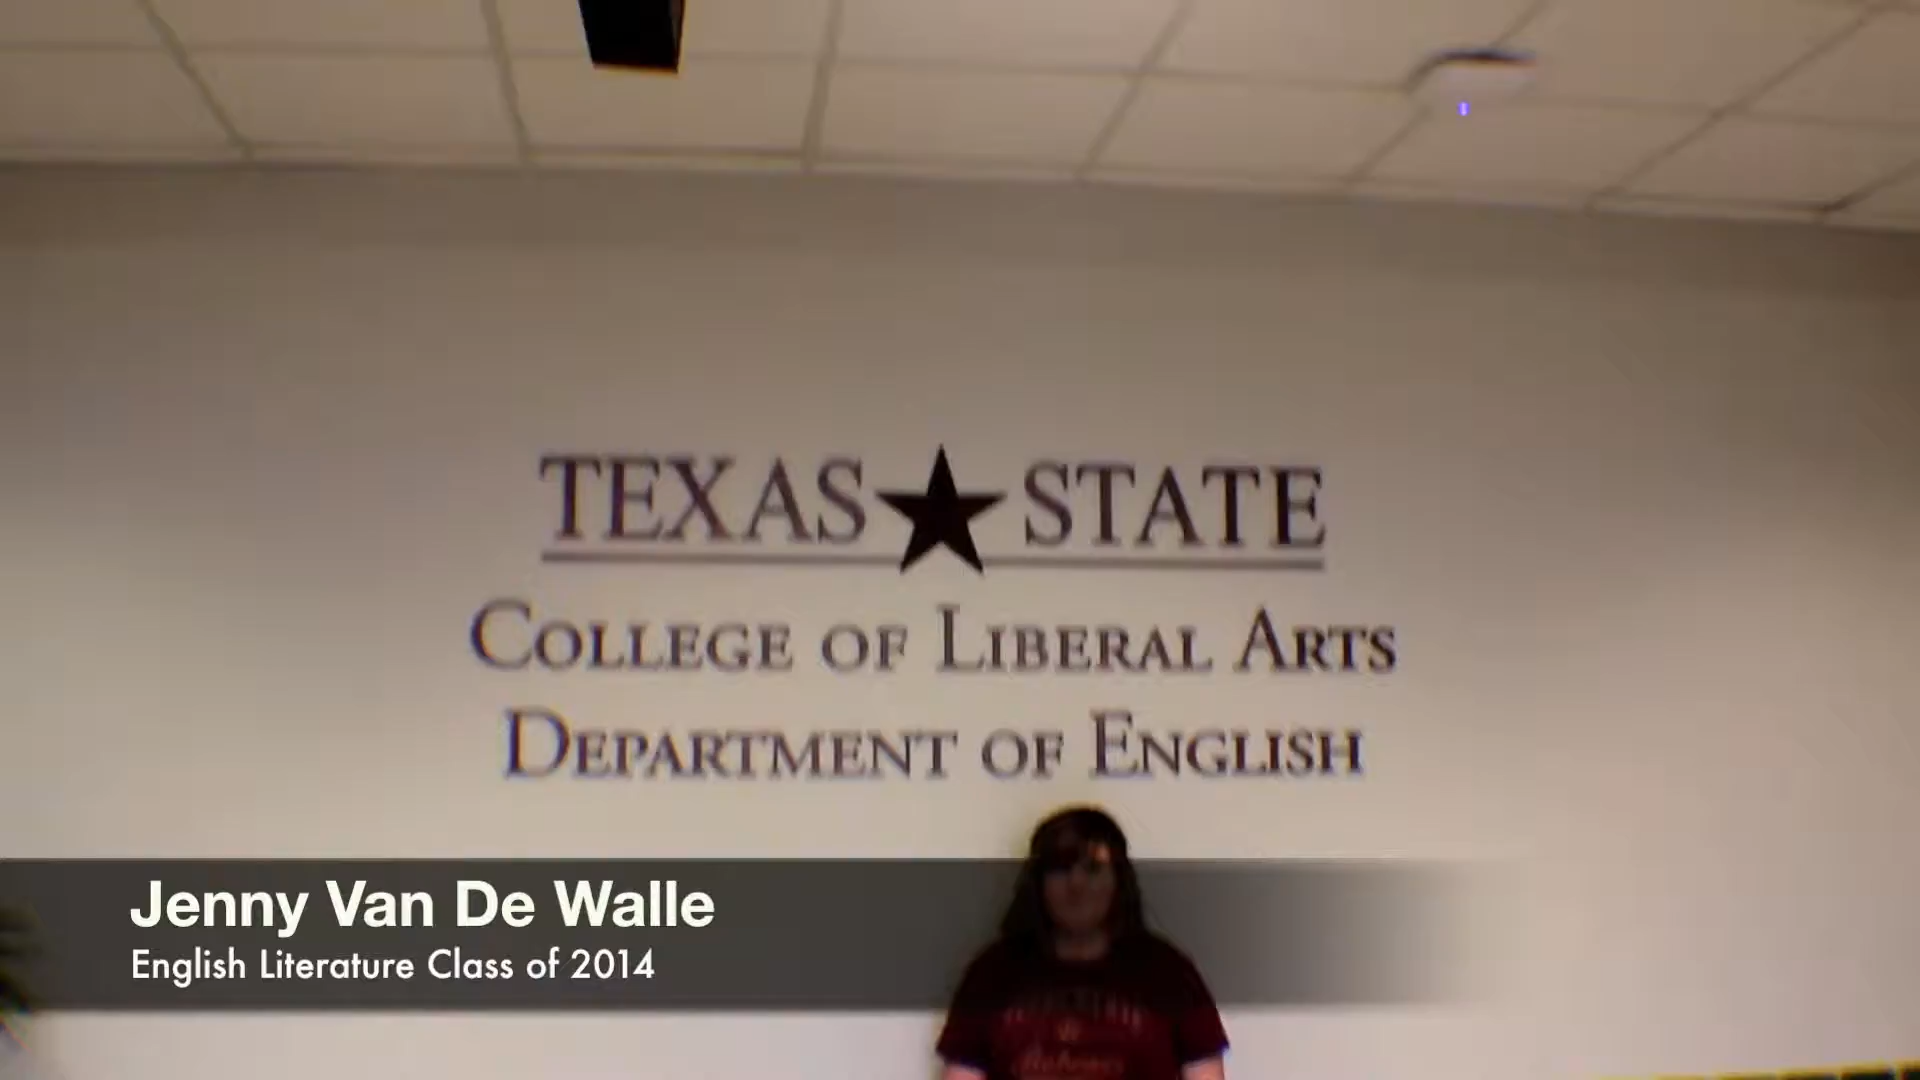 TEXAS STATE
COLLEGE OF LIBERAL ARTS
DEPARTMENT OF ENGLISH
Jenny Van De Walle
English Literature Class of 2014